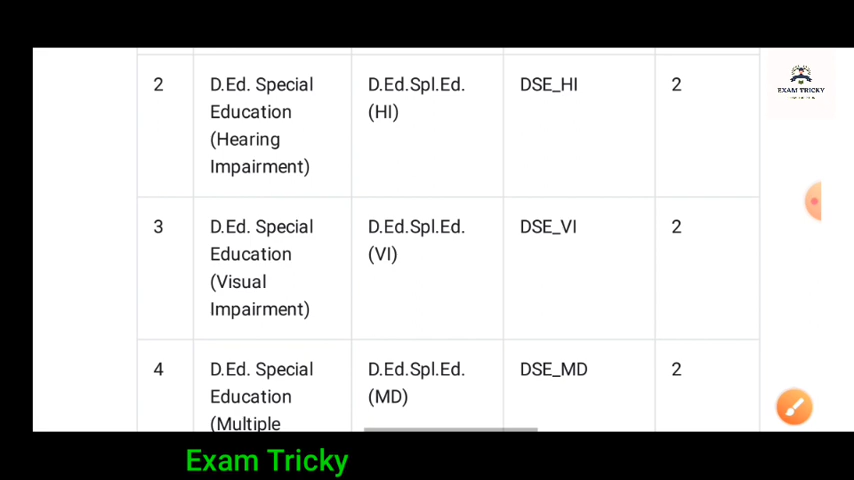 2
D.Ed. Special
Education
(Hearing
Impairment)
D.Ed.Spl.Ed.
(HI)
DSE_HI
2
3
D.Ed. Special
Education
(Visual
Impairment)
D.Ed.Spl.Ed.
(VI)
DSE_VI
2
4
D.Ed. Special
Education
(Multiple
D.Ed.Spl.Ed.
(MD)
DSE_MD
2
EXAM TRICKY
Exam Tricky